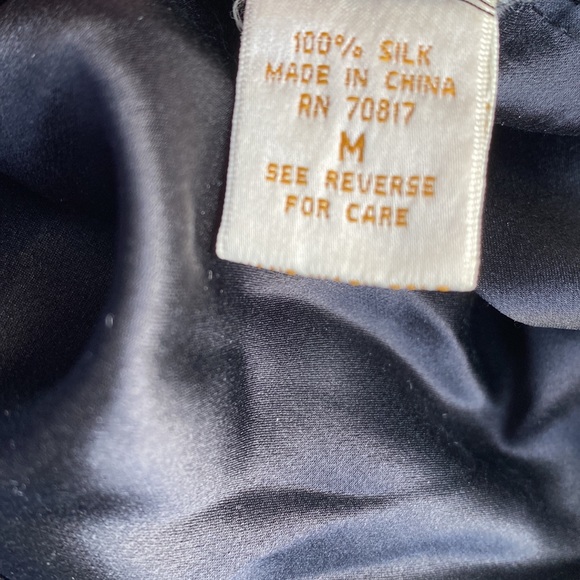 100% SILK
MADE IN CHINA
RN 70817
M
SEE REVERSE
FOR CARE